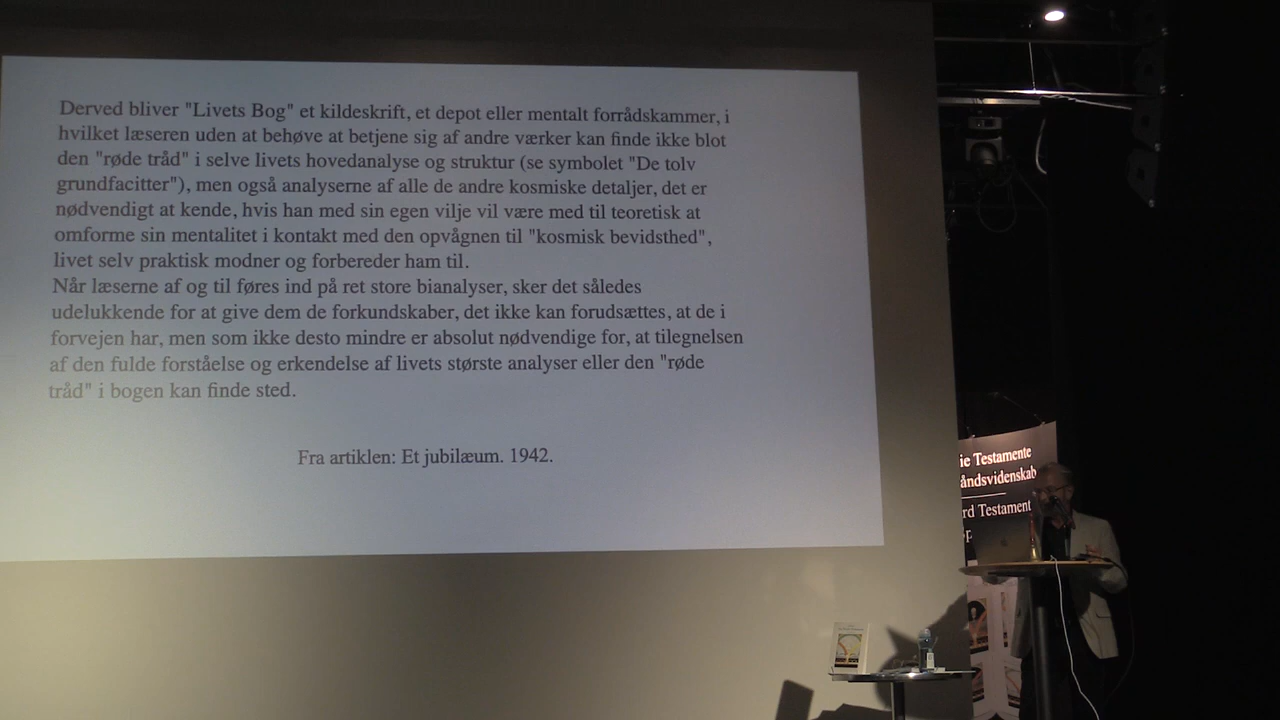 Derved bliver "Livets Bog" et kildeskrift, et depot eller mentalt forrådskammer, i
hvilket læseren uden at behøve at betjene sig af andre værker kan finde ikke blot
den "røde tråd" i selve livets hovedanalyse og struktur (se symbolet "De tolv
grundfacitter"), men også analyserne af alle de andre kosmiske detaljer, det er
nødvendigt at kende, hvis han med sin egen vilje vil være med til teoretisk at
omforme sin mentalitet i kontakt med den opvågnen til "kosmisk bevidsthed",
livet selv praktisk modner og forbereder ham til.
Når læserne af og til føres ind på ret store bianalyser, sker det således
udelukkende for at give dem de forkundskaber, det ikke kan forudsættes, at de i
forvejen har, men som ikke desto mindre er absolut nødvendige for, at tilegnelsen
af den fulde forståelse og erkendelse af livets største analyser eller den "røde
tråd" i bogen kan finde sted.
Fra artiklen: Et jubilæum. 1942.
ie Testamente
åndsvidenskab
rd Testament